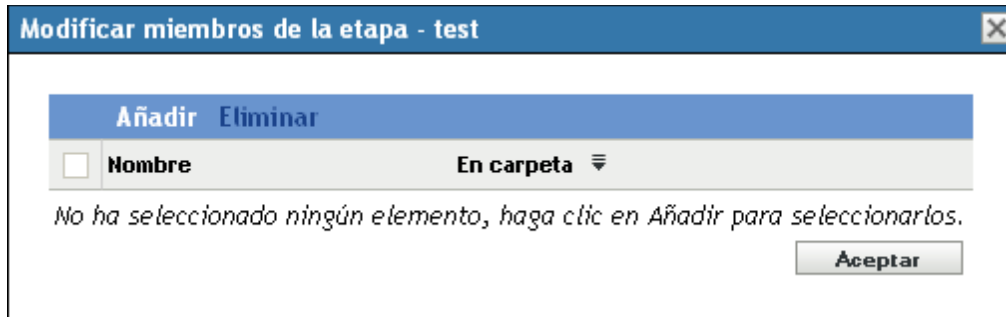 Modificar miembros de la etapa - test
Añadir Eliminar
Nombre En carpeta
No ha seleccionado ningún elemento, haga clic en Añadir para seleccionarlos.
Aceptar